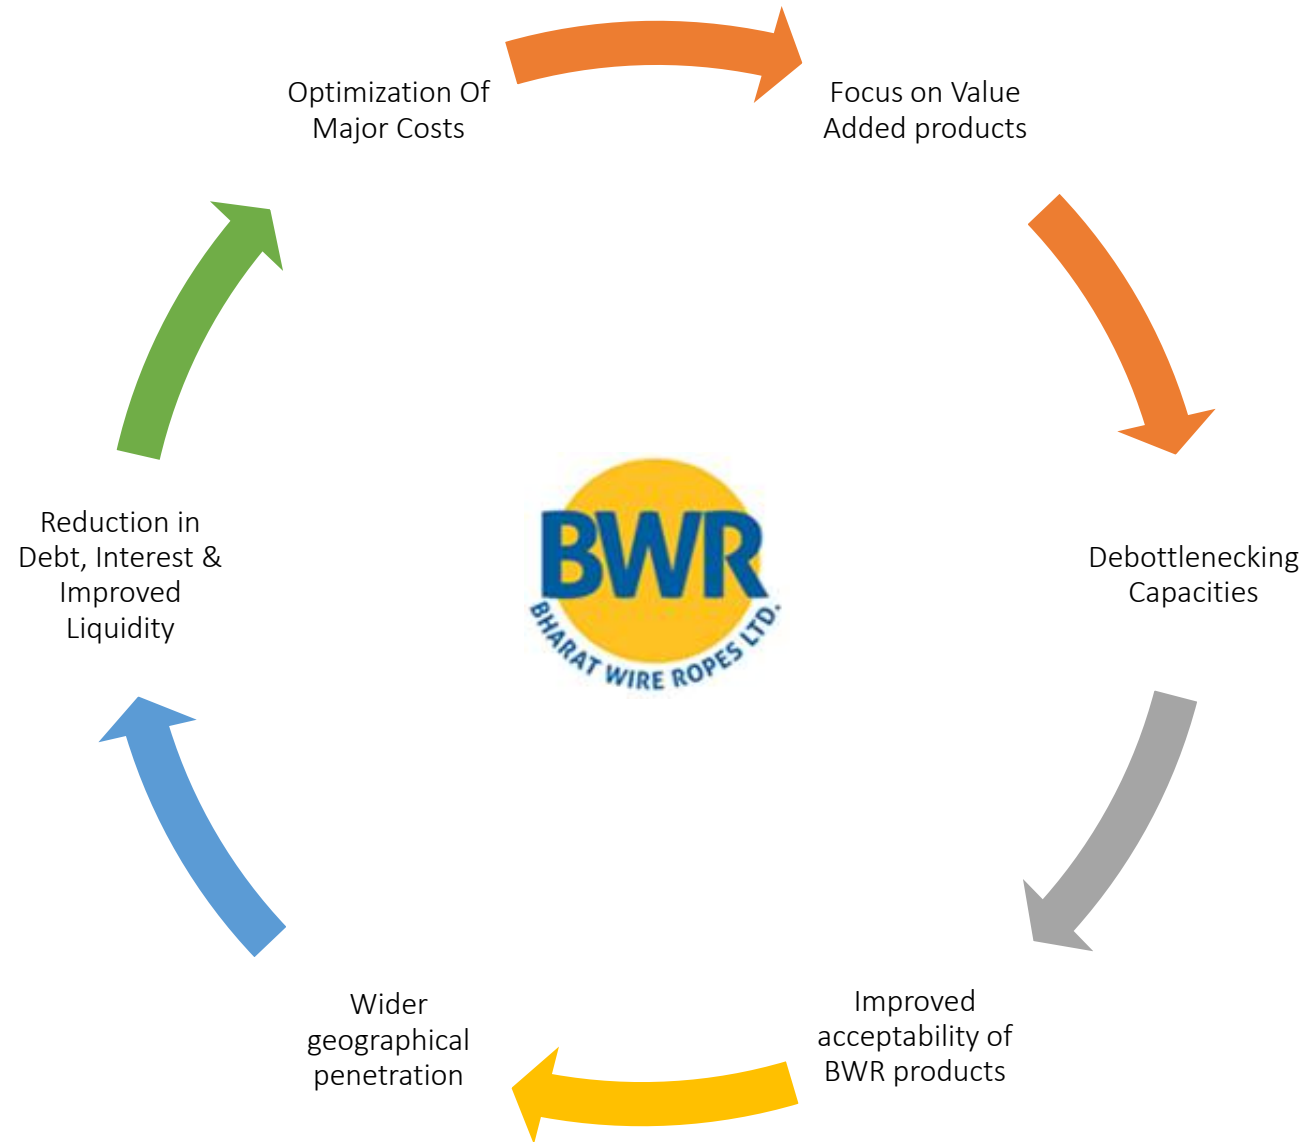 Optimization Of
Major Costs
Focus on Value
Added products
Debottlenecking
Capacities
Improved
acceptability of
BWR products
Wider
geographical
penetration
Reduction in
Debt, Interest &
Improved
Liquidity
BWR
BHARAT WIRE ROPES LTD.